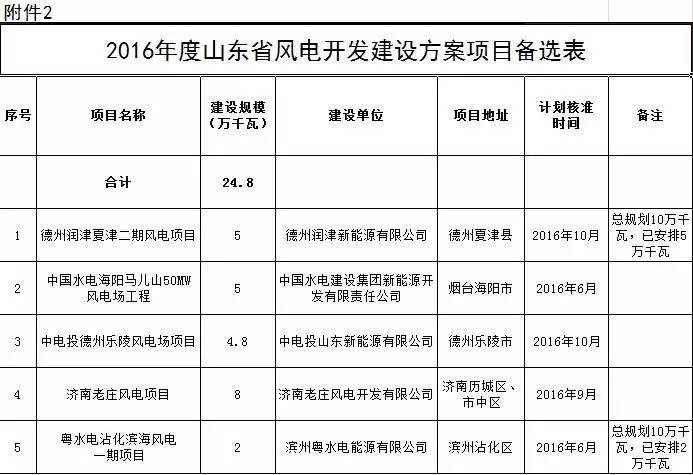 附件2
2016年度山东省风电开发建设方案项目备选表
序号 项目名称 建设规模（万千瓦） 建设单位 项目地址 计划核准时间 备注
合计 24.8
1 德州润津夏津二期风电项目 5 德州润津新能源有限公司 德州夏津县 2016年10月 总规划10万千瓦，已安排5万千瓦
2 中国水电海阳马儿山50MW风电场工程 5 中国水电建设集团新能源开发有限责任公司 烟台海阳市 2016年6月
3 中电投德州乐陵风电场项目 4.8 中电投山东新能源有限公司 德州乐陵市 2016年10月
4 济南老庄风电项目 8 济南老庄风电开发有限公司 济南历城区、市中区 2016年9月
5 粤水电沾化滨海风电一期项目 2 滨州粤水电能源有限公司 滨州沾化区 2016年6月 总规划10万千瓦，已安排2万千瓦